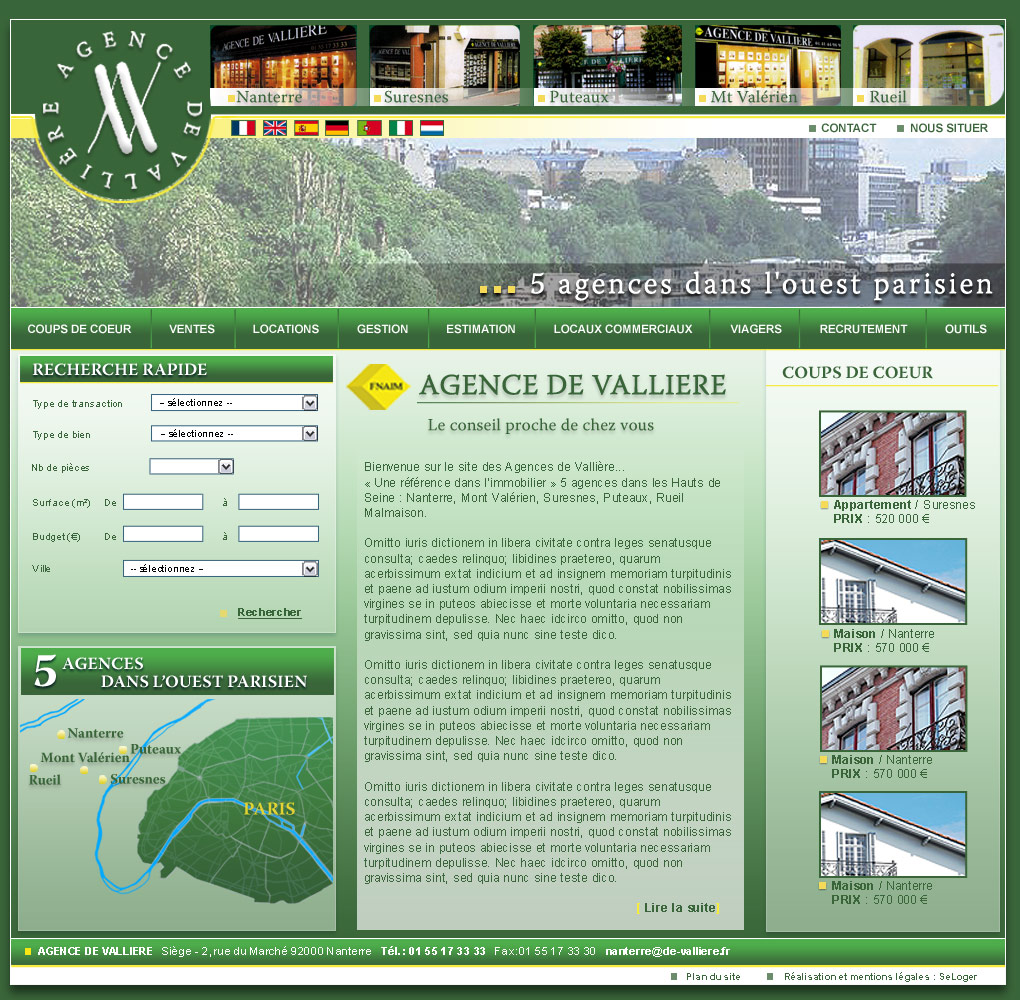 AGENCE DE VALLIERE
AGENCE DE VALLIERE
AGENCE DE VALLIERE
AGENCE DE VALLIERE
Nanterre
Suresnes
Puteaux
Mt Valérien
Rueil
CONTACT
NOUS SITUER
... 5 agences dans l'ouest parisien
COUPS DE COEUR
VENTES
LOCATIONS
GESTION
ESTIMATION
LOCAUX COMMERCIAUX
VIAGERS
RECRUTEMENT
OUTILS
RECHERCHE RAPIDE
Type de transaction
-- sélectionnez --
Type de bien
-- sélectionnez --
Nb de pièces
Surface (m²) De à
Budget (€) De à
Ville
-- sélectionnez --
Rechercher
5 AGENCES
DANS L'OUEST PARISIEN
Nanterre
Puteaux
Mont Valérien
Rueil
Suresnes
PARIS
FNAIM
AGENCE DE VALLIERE
Le conseil proche de chez vous
Bienvenue sur le site des Agences de Vallière...
« Une référence dans l'immobilier » 5 agences dans les Hauts de
Seine : Nanterre, Mont Valérien, Suresnes, Puteaux, Rueil
Malmaison.
Omitto iuris dictionem in libera civitate contra leges senatusque
consulta; caedes relinquo; libidines praetereo, quarum
acerbissimum extat indicium et ad insignem memoriam turpitudinis
et paene ad iustum odium imperii nostri, quod constat nobilissimas
virgines se in puteos abiecisse et morte voluntaria necessariam
turpitudinem depulisse. Nec haec idcirco omitto, quod non
gravissima sint, sed quia nunc sine teste dico.
Omitto iuris dictionem in libera civitate contra leges senatusque
consulta; caedes relinquo; libidines praetereo, quarum
acerbissimum extat indicium et ad insignem memoriam turpitudinis
et paene ad iustum odium imperii nostri, quod constat nobilissimas
virgines se in puteos abiecisse et morte voluntaria necessariam
turpitudinem depulisse. Nec haec idcirco omitto, quod non
gravissima sint, sed quia nunc sine teste dico.
Omitto iuris dictionem in libera civitate contra leges senatusque
consulta; caedes relinquo; libidines praetereo, quarum
acerbissimum extat indicium et ad insignem memoriam turpitudinis
et paene ad iustum odium imperii nostri, quod constat nobilissimas
virgines se in puteos abiecisse et morte voluntaria necessariam
turpitudinem depulisse. Nec haec idcirco omitto, quod non
gravissima sint, sed quia nunc sine teste dico.
[ Lire la suite]
COUPS DE COEUR
Appartement / Suresnes
PRIX : 520 000 €
Maison / Nanterre
PRIX : 570 000 €
Maison / Nanterre
PRIX : 570 000 €
Maison / Nanterre
PRIX : 570 000 €
AGENCE DE VALLIERE Siège - 2, rue du Marché 92000 Nanterre Tél.: 01 55 17 33 33 Fax:01 55 17 33 30 nanterre@de-valliere.fr
Plan du site
Réalisation et mentions légales : SeLoger